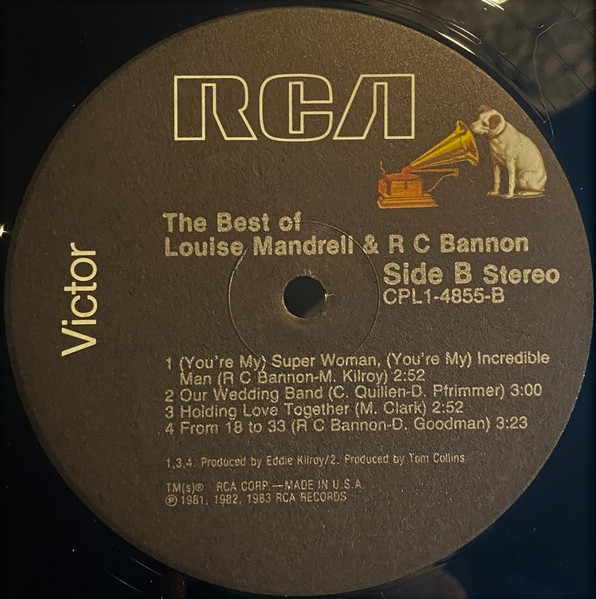 RCA
Victor
The Best of
Louise Mandrell & R C Bannon
Side B Stereo
CPL1-4855-B
1 (You're My) Super Woman, (You're My) Incredible
Man (R C Bannon-M. Kilroy) 2:52
2 Our Wedding Band (C. Quillen-D. Pfrimmer) 3:00
3 Holding Love Together (M. Clark) 2:52
4 From 18 to 33 (R C Bannon-D. Goodman) 3:23
1,3,4. Produced by Eddie Kilroy/2. Produced by Tom Collins
TM(s)® RCA CORP.—MADE IN U.S.A.
℗ 1981, 1982, 1983 RCA RECORDS